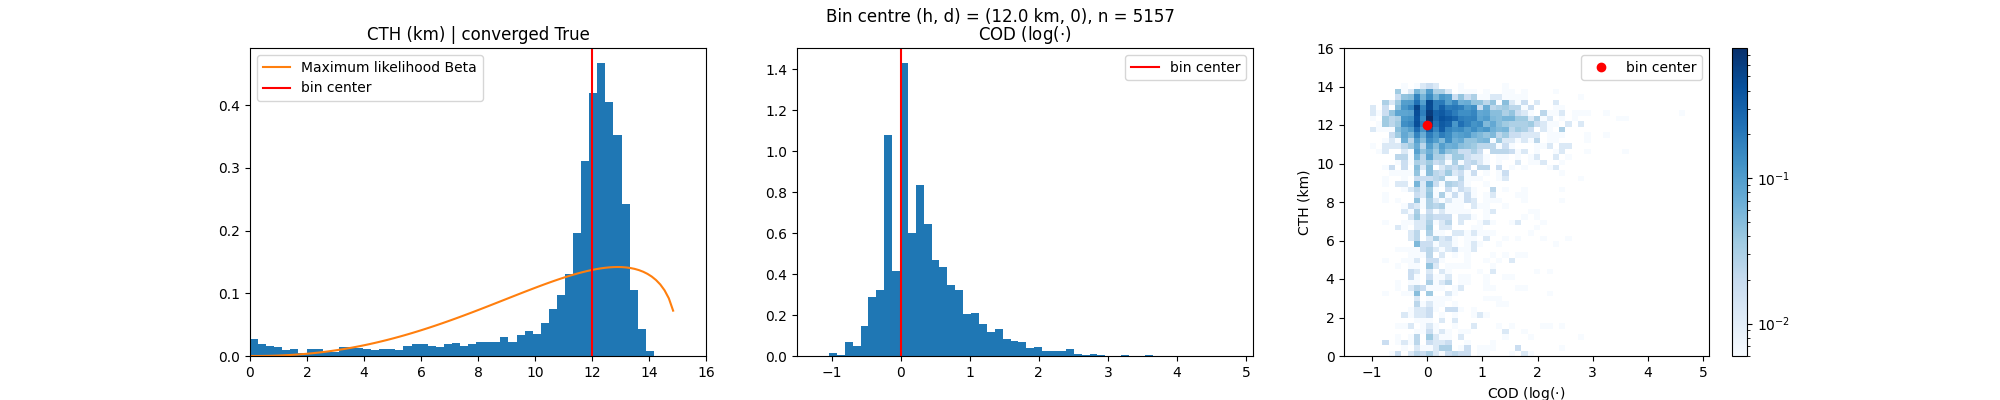 Bin centre (h, d) = (12.0 km, 0), n = 5157
CTH (km) | converged True
Maximum likelihood Beta
bin center
0.4
0.3
0.2
0.1
0.0
0 2 4 6 8 10 12 14 16
COD (log(·)
bin center
1.4
1.2
1.0
0.8
0.6
0.4
0.2
0.0
−1 0 1 2 3 4 5
bin center
CTH (km)
16
14
12
10
8
6
4
2
0
−1 0 1 2 3 4 5
COD (log(·)
10⁻¹
10⁻²